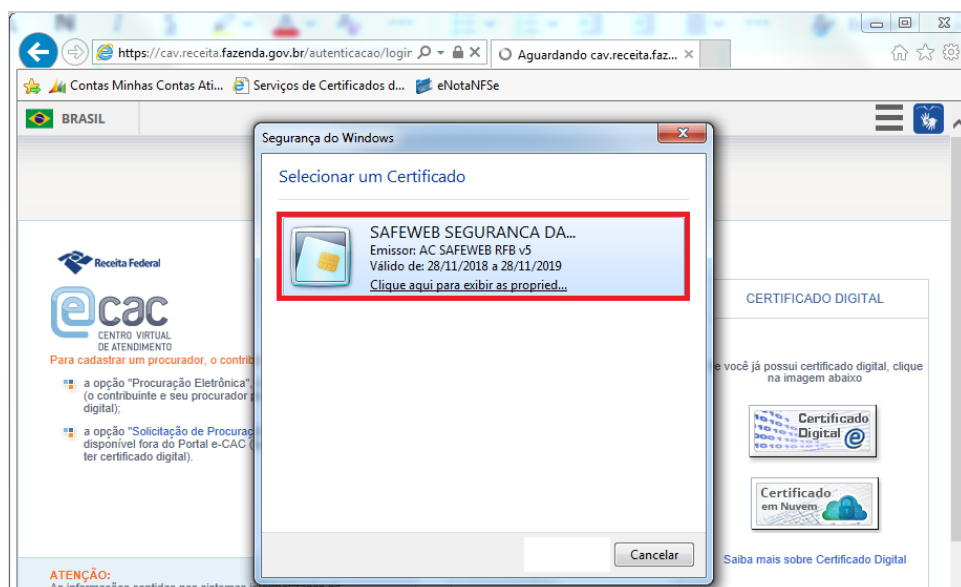 https://cav.receita.fazenda.gov.br/autenticacao/login
Aguardando cav.receita.faz...
Contas Minhas Contas Ati...
Serviços de Certificados d...
eNotaNFSe
BRASIL
Segurança do Windows
Selecionar um Certificado
SAFEWEB SEGURANCA DA...
Emissor: AC SAFEWEB RFB v5
Válido de: 28/11/2018 a 28/11/2019
Clique aqui para exibir as propried...
Cancelar
Receita Federal
ecac
CENTRO VIRTUAL
DE ATENDIMENTO
Para cadastrar um procurador, o contrib
a opção "Procuração Eletrônica",
(o contribuinte e seu procurador p
digital);
a opção "Solicitação de Procuraç
disponível fora do Portal e-CAC (
ter certificado digital).
ATENÇÃO:
CERTIFICADO DIGITAL
e você já possui certificado digital, clique
na imagem abaixo
Certificado
Digital
Certificado
em Nuvem
Saiba mais sobre Certificado Digital